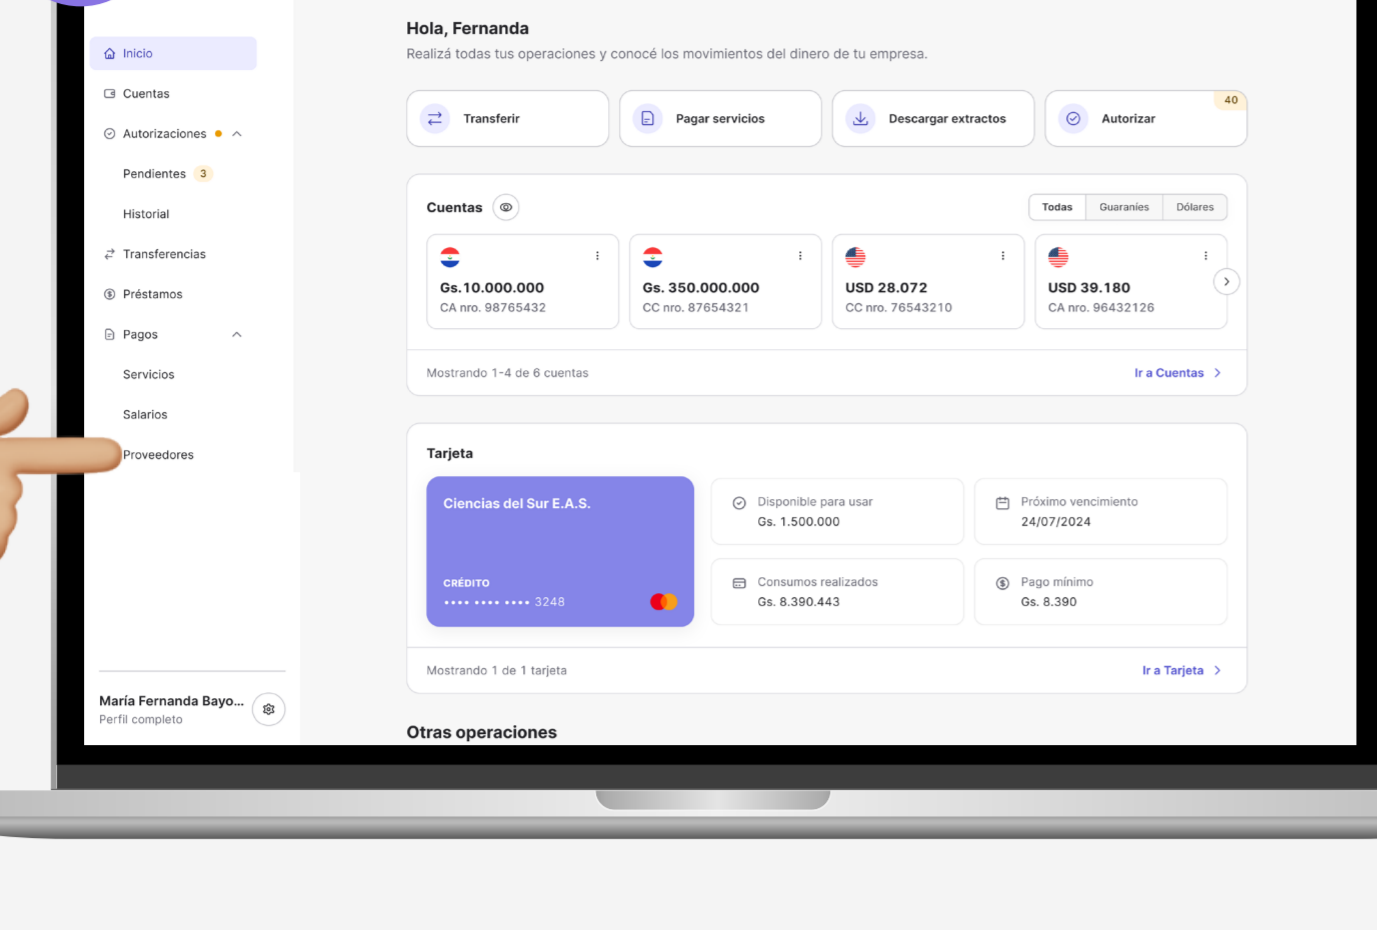 Hola, Fernanda
Realizá todas tus operaciones y conocé los movimientos del dinero de tu empresa.
Inicio
Cuentas
Autorizaciones
Pendientes 3
Historial
Transferencias
Préstamos
Pagos
Servicios
Salarios
Proveedores
María Fernanda Bayo...
Perfil completo
Transferir
Pagar servicios
Descargar extractos
Autorizar
40
Cuentas
Todas Guaraníes Dólares
Gs.10.000.000
CA nro. 98765432
Gs. 350.000.000
CC nro. 87654321
USD 28.072
CC nro. 76543210
USD 39.180
CA nro. 96432126
Mostrando 1-4 de 6 cuentas
Ir a Cuentas
Tarjeta
Ciencias del Sur E.A.S.
CRÉDITO
•••• •••• •••• 3248
Disponible para usar
Gs. 1.500.000
Próximo vencimiento
24/07/2024
Consumos realizados
Gs. 8.390.443
Pago mínimo
Gs. 8.390
Mostrando 1 de 1 tarjeta
Ir a Tarjeta
Otras operaciones